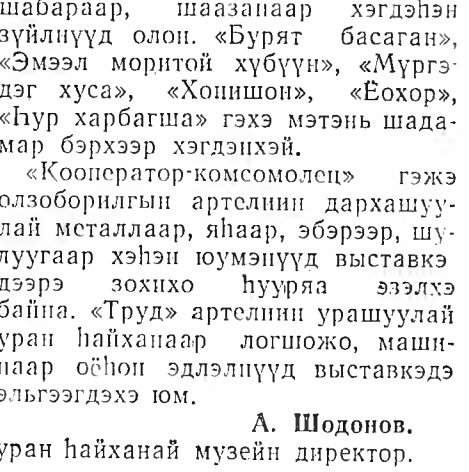 шабараар, шаазанаар хэгдэһэн
зүйлнүүд олон. «Бурят басаган»,
«Эмээл моритой хүбүүн», «Мүргэ-
дэг хуса», «Хонишон», «Ёохор»,
«Һур харбагша» гэхэ мэтэнь шада-
мар бэрхээр хэгдэнхэй.
«Кооператор-комсомолец» гэжэ
олзоборилгын артелиин дархашуу-
лай металлаар, яһаар, эбэрээр, шу-
луугаар хэһэн юумэнүүд выставкэ
дээрэ зохихо һууряа эзэлхэ
байна. «Труд» артелиин урашуулай
уран һайханаар логшожо, маши-
наар оёһон эдлэлнүүд выставкэдэ
эльгээгдэхэ юм.
А. Шодонов.
уран һайханай музейн директор.